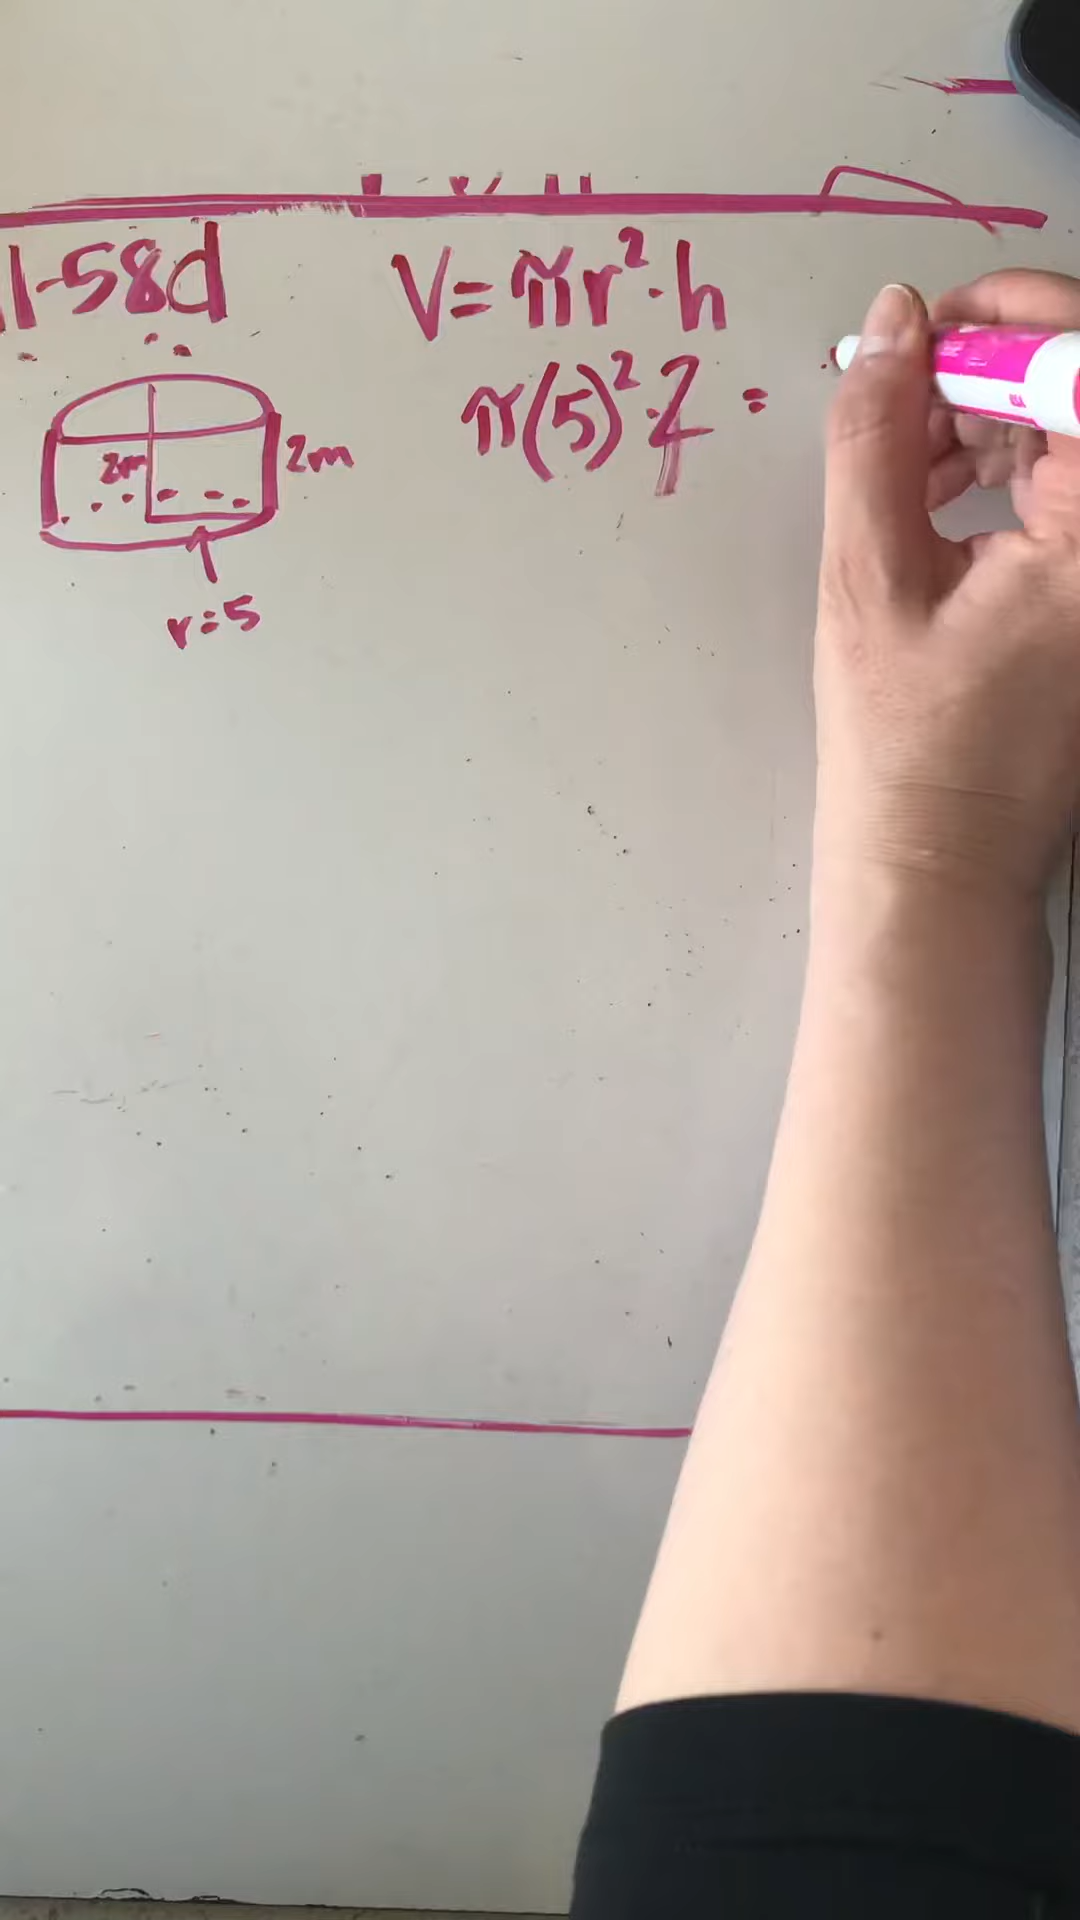 1-58d
V = πr² · h
π(5)² · 2 =
2m
2m
r = 5